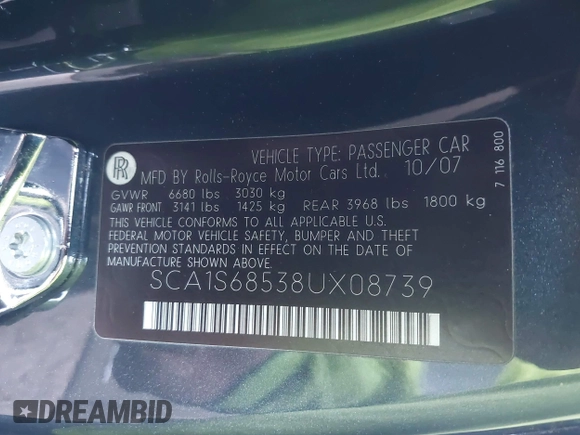 RR
VEHICLE TYPE: PASSENGER CAR
MFD BY Rolls-Royce Motor Cars Ltd. 10/07
GVWR 6680 lbs 3030 kg
GAWR FRONT 3141 lbs 1425 kg REAR 3968 lbs 1800 kg
THIS VEHICLE CONFORMS TO ALL APPLICABLE U.S.
FEDERAL MOTOR VEHICLE SAFETY, BUMPER AND THEFT
PREVENTION STANDARDS IN EFFECT ON THE DATE OF
MANUFACTURE SHOWN ABOVE.
SCA1S68538UX08739
7 116 800
DREAMBID